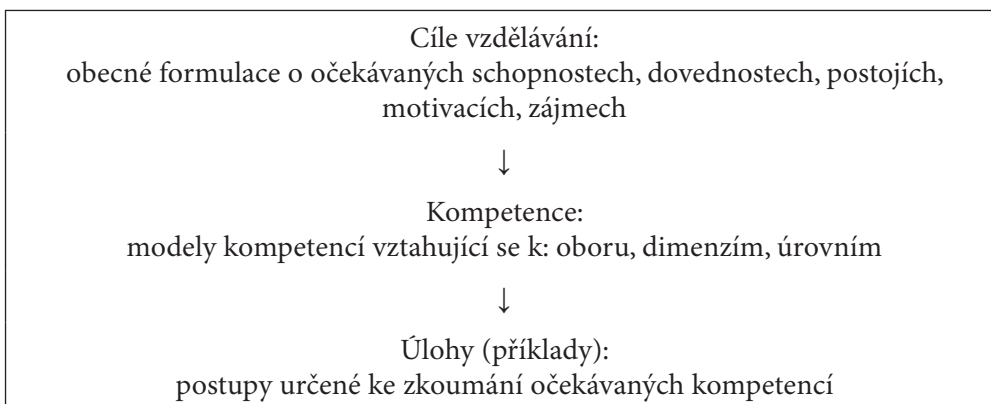 Cíle vzdělávání:
obecné formulace o očekávaných schopnostech, dovednostech, postojích,
motivacích, zájmech
↓
Kompetence:
modely kompetencí vztahující se k: oboru, dimenzím, úrovním
↓
Úlohy (příklady):
postupy určené ke zkoumání očekávaných kompetencí